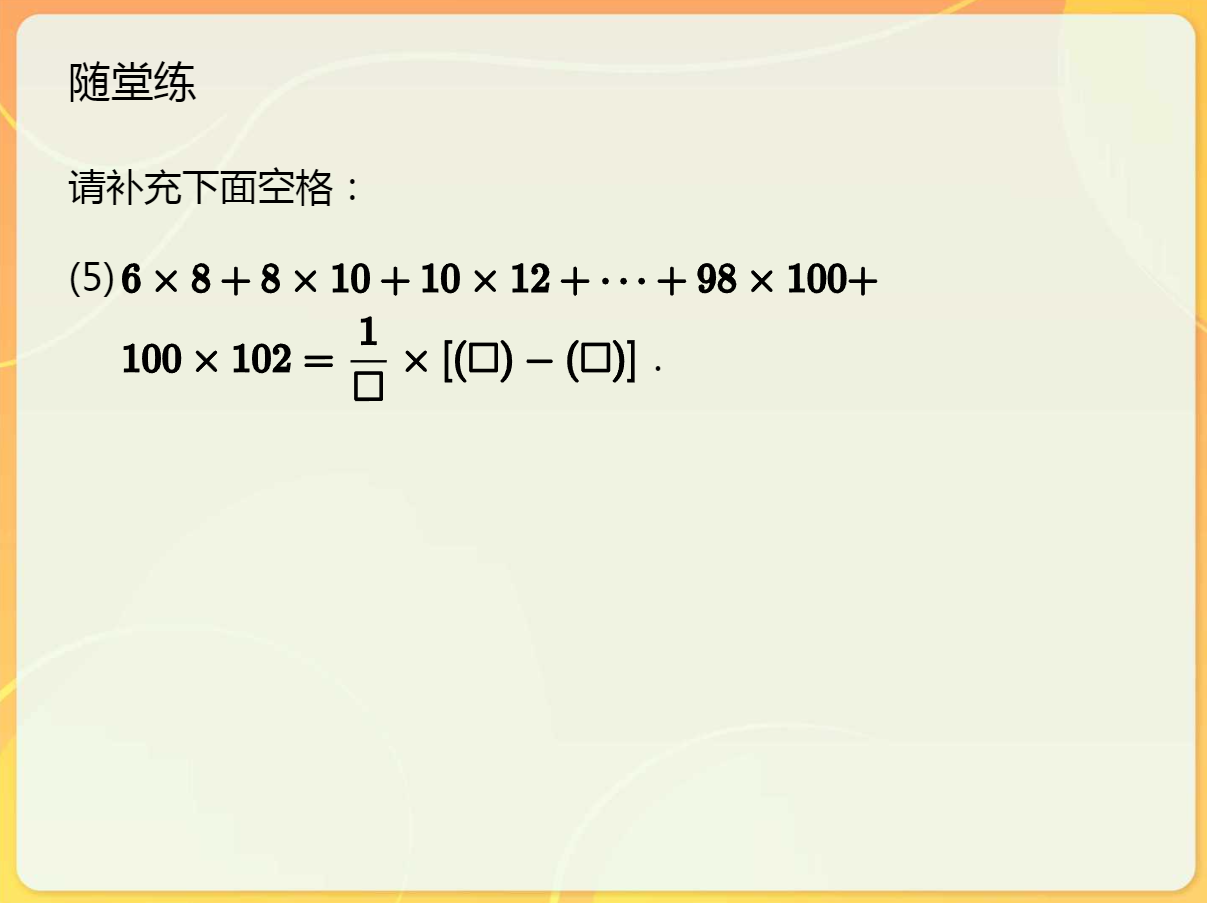 随堂练
请补充下面空格：
(5) 6 × 8 + 8 × 10 + 10 × 12 + ··· + 98 × 100+
100 × 102 = 1/□ × [(□) − (□)] .